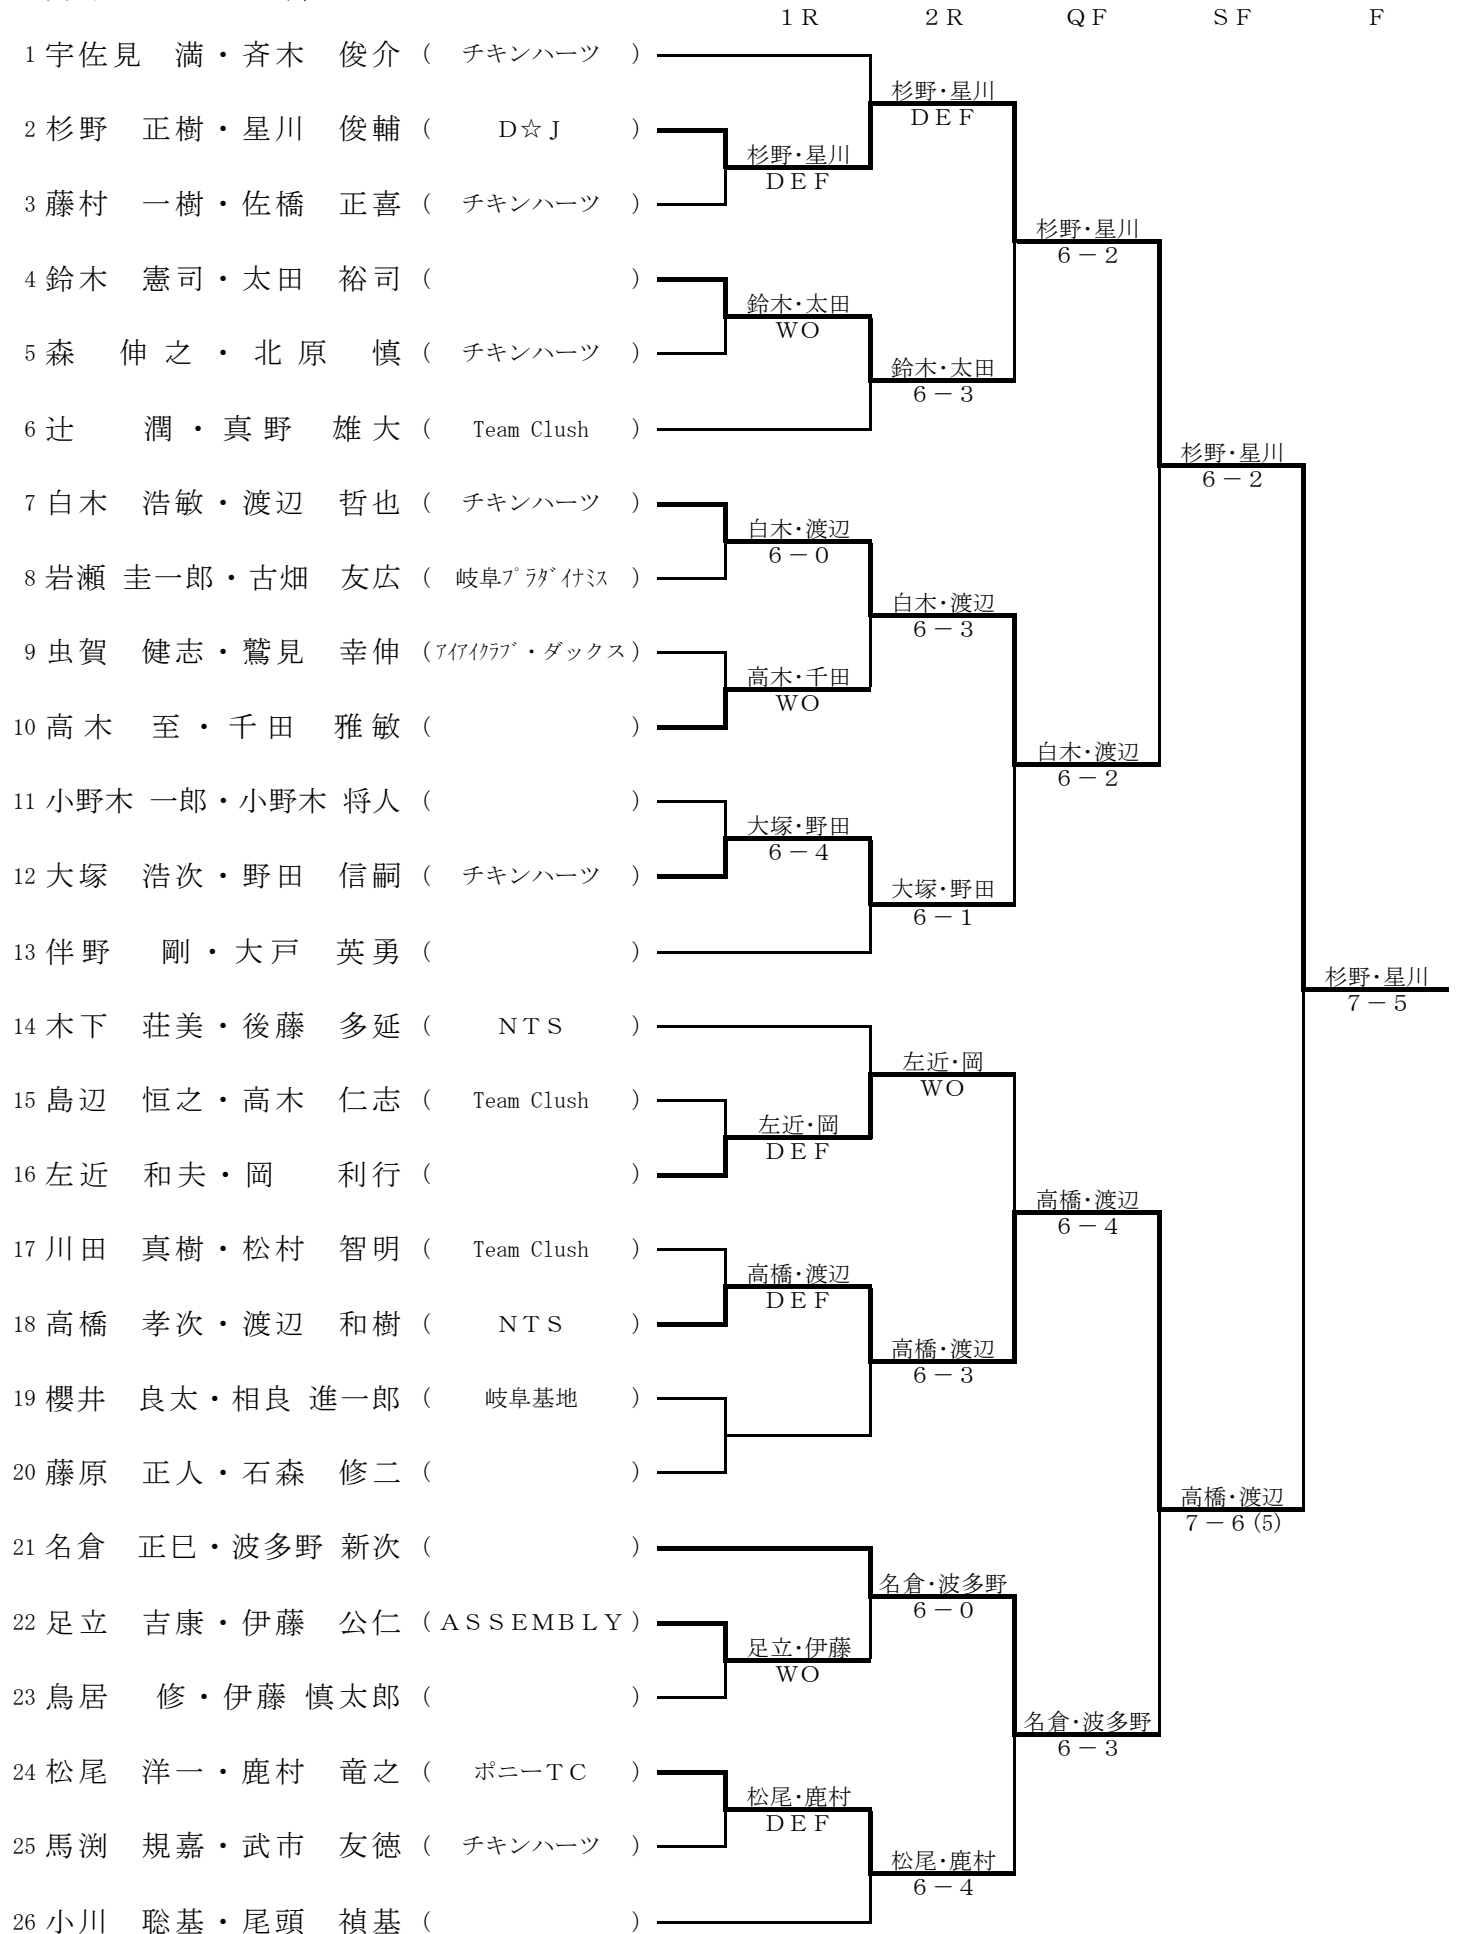 １Ｒ ２Ｒ ＱＦ ＳＦ Ｆ
1 宇佐見 満・斉木 俊介 ( チキンハーツ )
杉野・星川
ＤＥＦ
2 杉野 正樹・星川 俊輔 ( Ｄ☆Ｊ )
杉野・星川
ＤＥＦ
3 藤村 一樹・佐橋 正喜 ( チキンハーツ )
杉野・星川
６－２
4 鈴木 憲司・太田 裕司 ( )
鈴木・太田
ＷＯ
5 森 伸之・北原 慎 ( チキンハーツ )
鈴木・太田
６－３
6 辻 潤・真野 雄大 ( Team Clush )
杉野・星川
６－２
7 白木 浩敏・渡辺 哲也 ( チキンハーツ )
白木・渡辺
６－０
8 岩瀬 圭一郎・古畑 友広 ( 岐阜ﾌﾟﾗﾀﾞｲﾅﾐｽ )
白木・渡辺
６－３
9 虫賀 健志・鷲見 幸伸 (ｱｲｱｲｸﾗﾌﾞ・ダックス)
高木・千田
ＷＯ
10 高木 至・千田 雅敏 ( )
白木・渡辺
６－２
11 小野木 一郎・小野木 将人 ( )
大塚・野田
６－４
12 大塚 浩次・野田 信嗣 ( チキンハーツ )
大塚・野田
６－１
13 伴野 剛・大戸 英勇 ( )
杉野・星川
７－５
14 木下 荘美・後藤 多延 ( ＮＴＳ )
左近・岡
ＷＯ
15 島辺 恒之・高木 仁志 ( Team Clush )
左近・岡
ＤＥＦ
16 左近 和夫・岡 利行 ( )
高橋・渡辺
６－４
17 川田 真樹・松村 智明 ( Team Clush )
高橋・渡辺
ＤＥＦ
18 高橋 孝次・渡辺 和樹 ( ＮＴＳ )
高橋・渡辺
６－３
19 櫻井 良太・相良 進一郎 ( 岐阜基地 )
20 藤原 正人・石森 修二 ( )
高橋・渡辺
７－６(5)
21 名倉 正巳・波多野 新次 ( )
名倉・波多野
６－０
22 足立 吉康・伊藤 公仁 (ＡＳＳＥＭＢＬＹ)
足立・伊藤
ＷＯ
23 鳥居 修・伊藤 慎太郎 ( )
名倉・波多野
６－３
24 松尾 洋一・鹿村 竜之 ( ポニーＴＣ )
松尾・鹿村
ＤＥＦ
25 馬渕 規嘉・武市 友徳 ( チキンハーツ )
松尾・鹿村
６－４
26 小川 聡基・尾頭 禎基 ( )